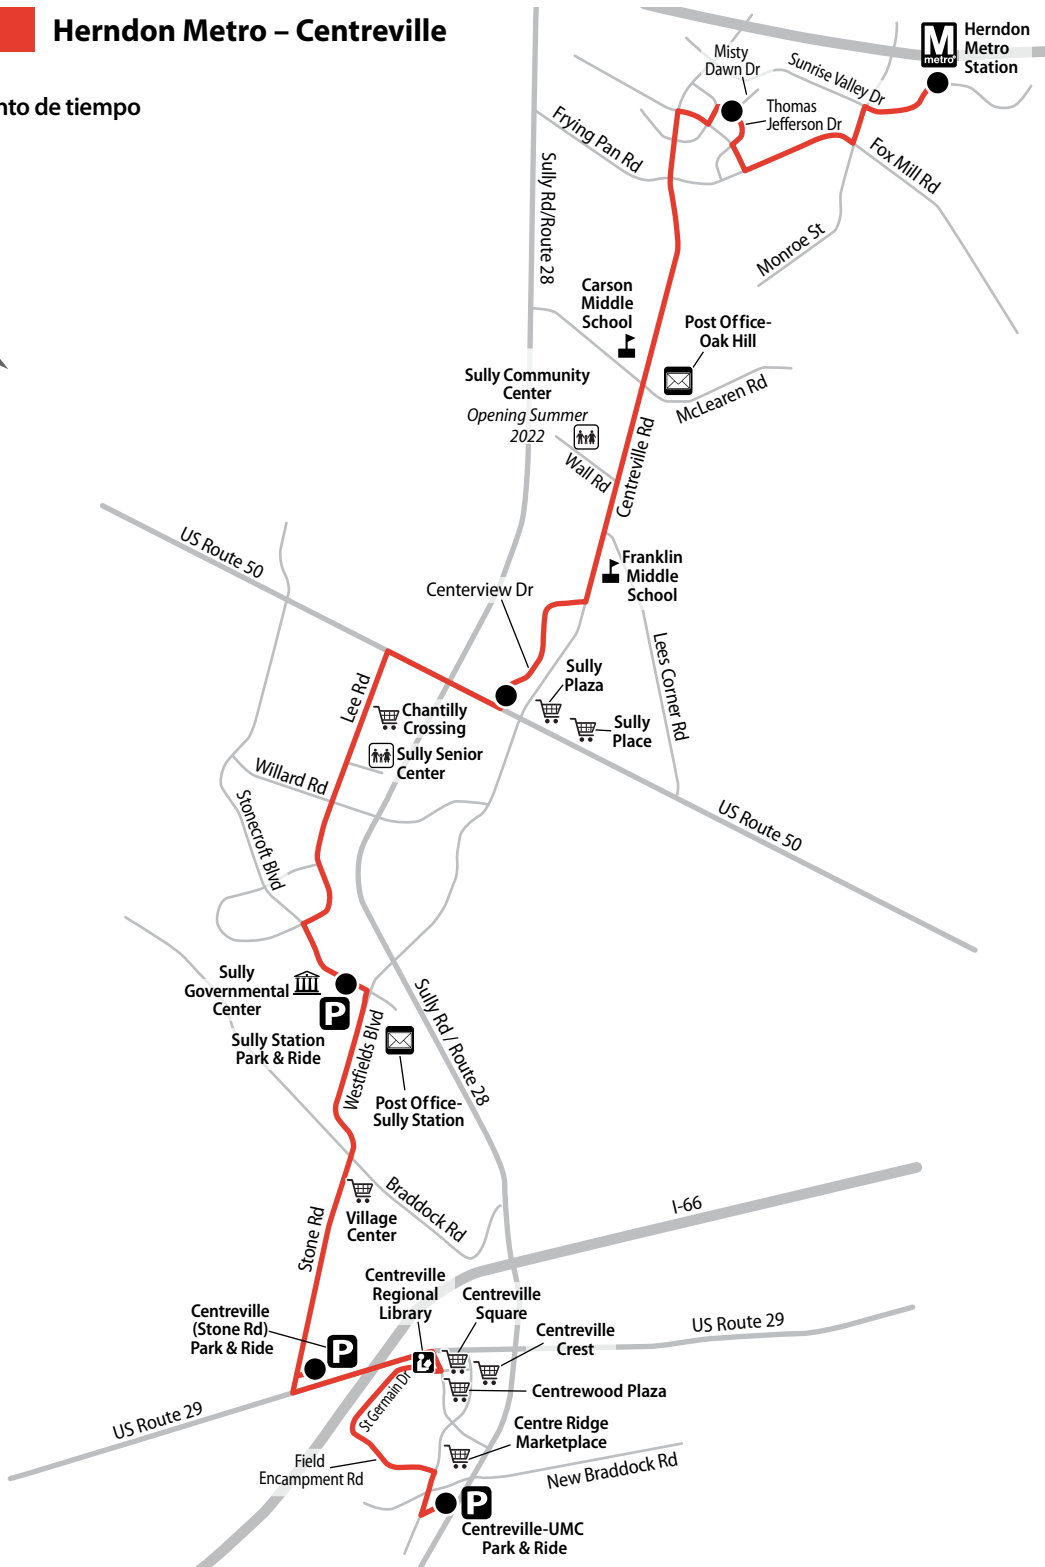 Herndon Metro – Centreville
nto de tiempo
M
metro
Herndon
Metro
Station
Misty
Dawn Dr
Sunrise Valley Dr
Thomas
Jefferson Dr
Frying Pan Rd
Fox Mill Rd
Sully Rd/Route 28
Monroe St
Carson
Middle
School
Post Office-
Oak Hill
Sully Community
Center
Opening Summer
2022
McLearen Rd
Wall Rd
Centreville Rd
US Route 50
Franklin
Middle
School
Centerview Dr
Lees Corner Rd
Sully
Plaza
Lee Rd
Chantilly
Crossing
Sully
Place
Sully Senior
Center
Willard Rd
Stonecroft Blvd
US Route 50
Sully
Governmental
Center
P
Sully Station
Park & Ride
Westfields Blvd
Sully Rd / Route 28
Post Office-
Sully Station
Braddock Rd
Village
Center
Stone Rd
I-66
Centreville
Regional
Library
Centreville
Square
Centreville
(Stone Rd)
Park & Ride
P
Centreville
Crest
US Route 29
Centrewood Plaza
St Germain Dr
US Route 29
Centre Ridge
Marketplace
Field
Encampment Rd
New Braddock Rd
P
Centreville-UMC
Park & Ride